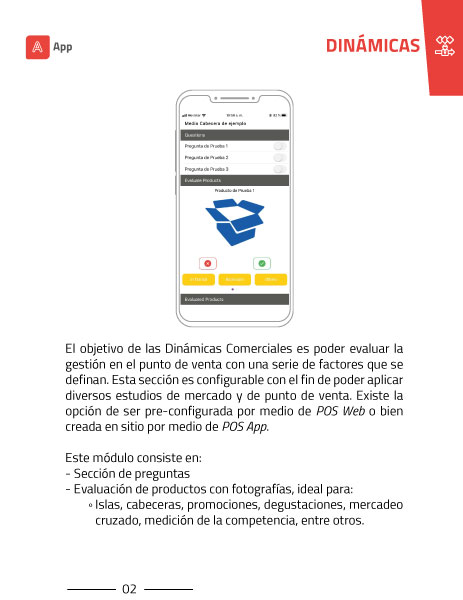 App
DINÁMICAS
10:56 a.m.
Medio Cabecera de ejemplo
Questions
Pregunta de Prueba 1
Pregunta de Prueba 2
Pregunta de Prueba 3
Evaluate Products
Producto de Prueba 1
Evaluated Products
El objetivo de las Dinámicas Comerciales es poder evaluar la
gestión en el punto de venta con una serie de factores que se
definan. Esta sección es configurable con el fin de poder aplicar
diversos estudios de mercado y de punto de venta. Existe la
opción de ser pre-configurada por medio de POS Web o bien
creada en sitio por medio de POS App.
Este módulo consiste en:
- Sección de preguntas
- Evaluación de productos con fotografías, ideal para:
◦ Islas, cabeceras, promociones, degustaciones, mercadeo
cruzado, medición de la competencia, entre otros.
02